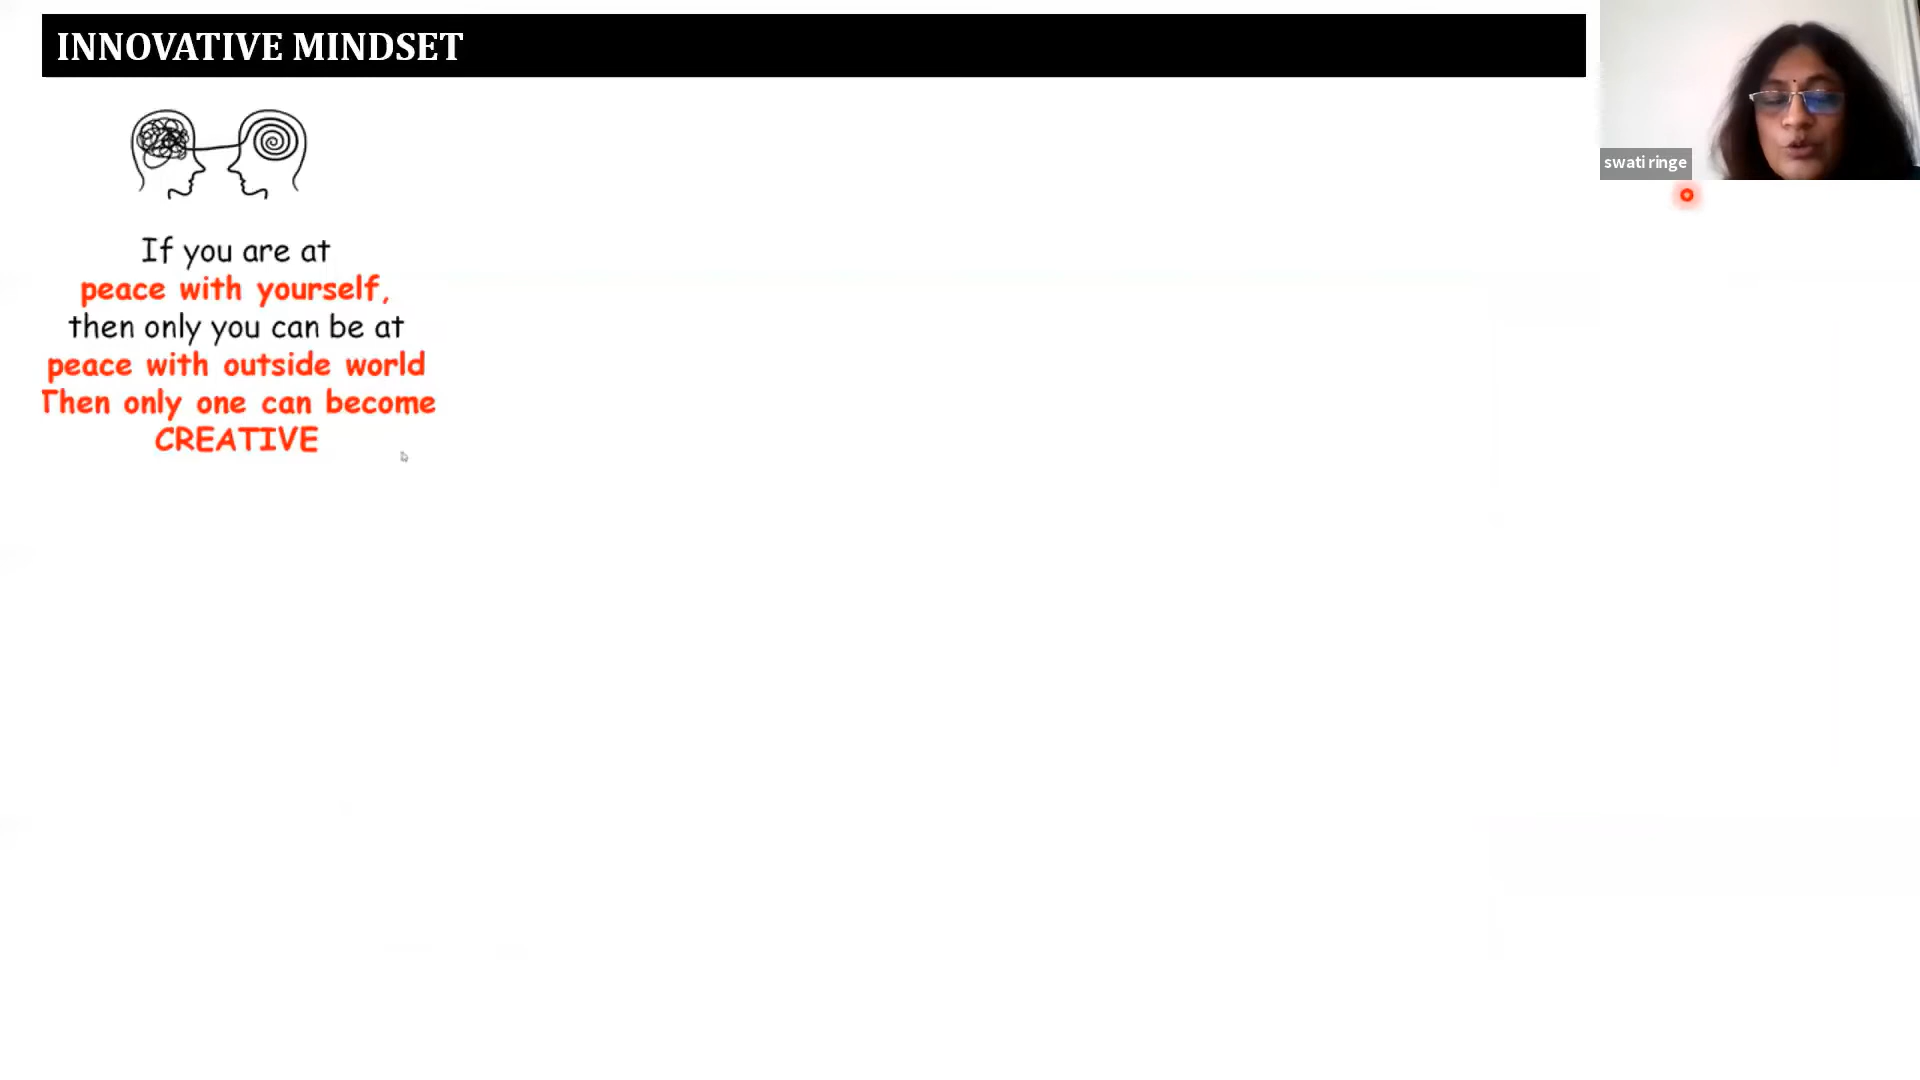 INNOVATIVE MINDSET
swati ringe
If you are at
peace with yourself,
then only you can be at
peace with outside world
Then only one can become
CREATIVE